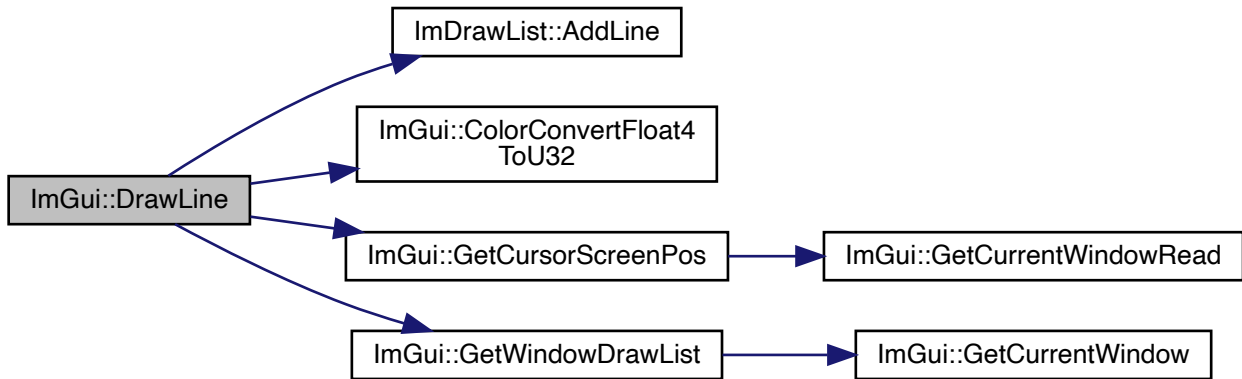 ImDrawList::AddLine
ImGui::ColorConvertFloat4
ToU32
ImGui::DrawLine
ImGui::GetCursorScreenPos
ImGui::GetCurrentWindowRead
ImGui::GetWindowDrawList
ImGui::GetCurrentWindow